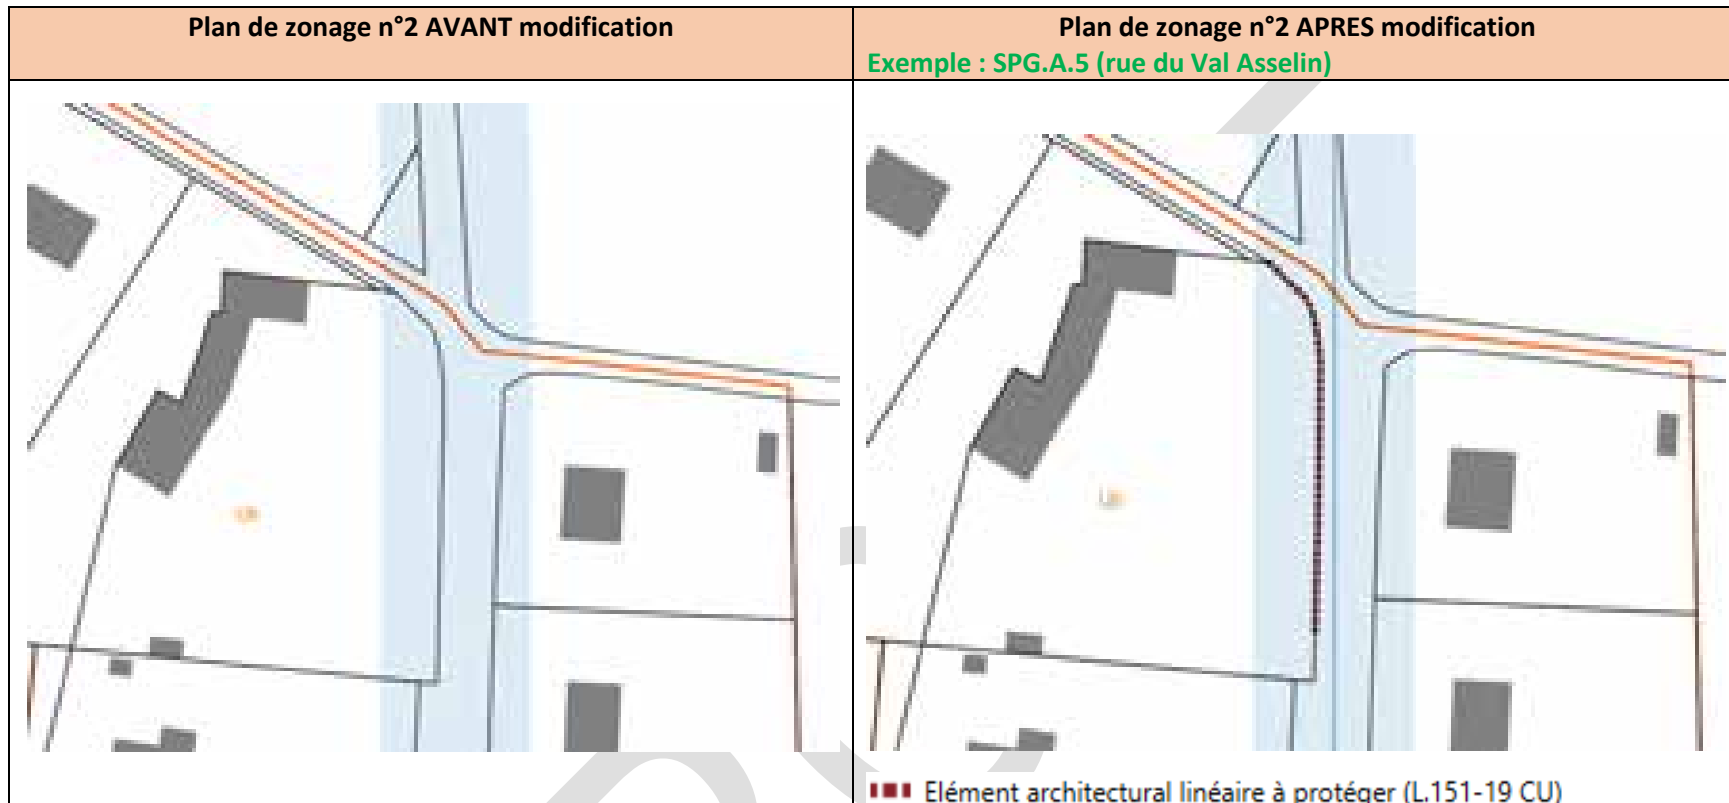 Plan de zonage n°2 AVANT modification
Plan de zonage n°2 APRES modification
Exemple : SPG.A.5 (rue du Val Asselin)
Elément architectural linéaire à protéger (L.151-19 CU)